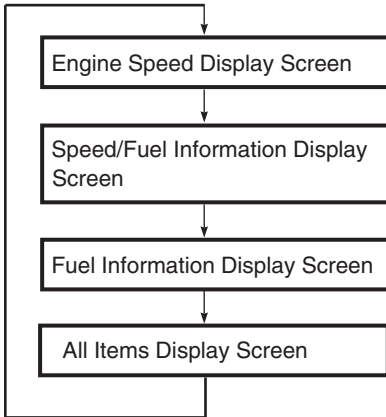 Engine Speed Display Screen
Speed/Fuel Information Display
Screen
Fuel Information Display Screen
All Items Display Screen